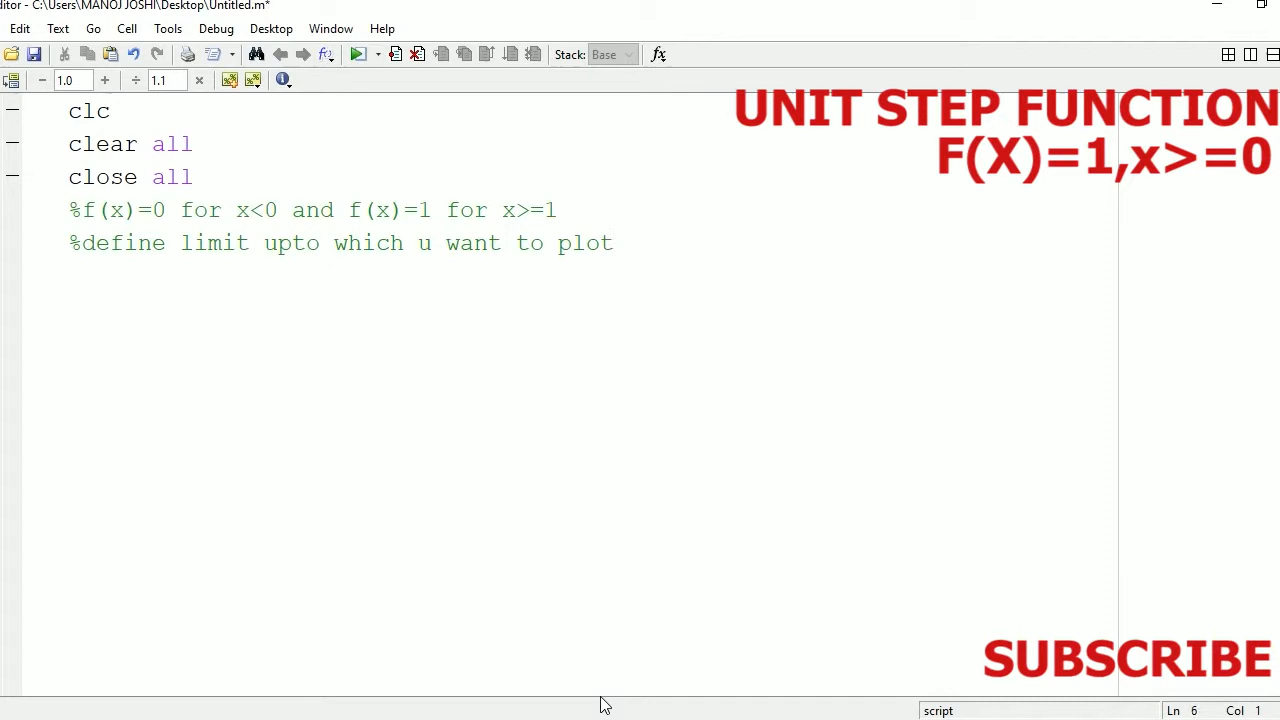 ditor - C:\Users\MANOJ JOSHI\Desktop\Untitled.m*
Edit Text Go Cell Tools Debug Desktop Window Help
Stack: Base fx
1.0 1.1
clc
clear all
close all
%f(x)=0 for x<0 and f(x)=1 for x>=1
%define limit upto which u want to plot
UNIT STEP FUNCTION
F(X)=1,x>=0
SUBSCRIBE
script Ln 6 Col 1